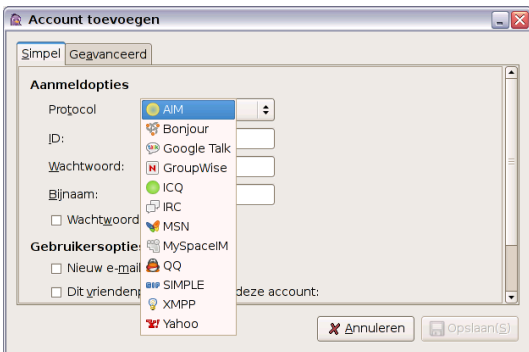 Account toevoegen
Simpel Geavanceerd
Aanmeldopties
Protocol AIM
Bonjour
ID:
Google Talk
Wachtwoord: GroupWise
ICQ
Bijnaam:
IRC
Wachtwoord
MSN
Gebruikersoptie MySpaceIM
Nieuw e-mail QQ
SIMPLE
Dit vriendenp deze account:
XMPP
Yahoo
Annuleren Opslaan(S)